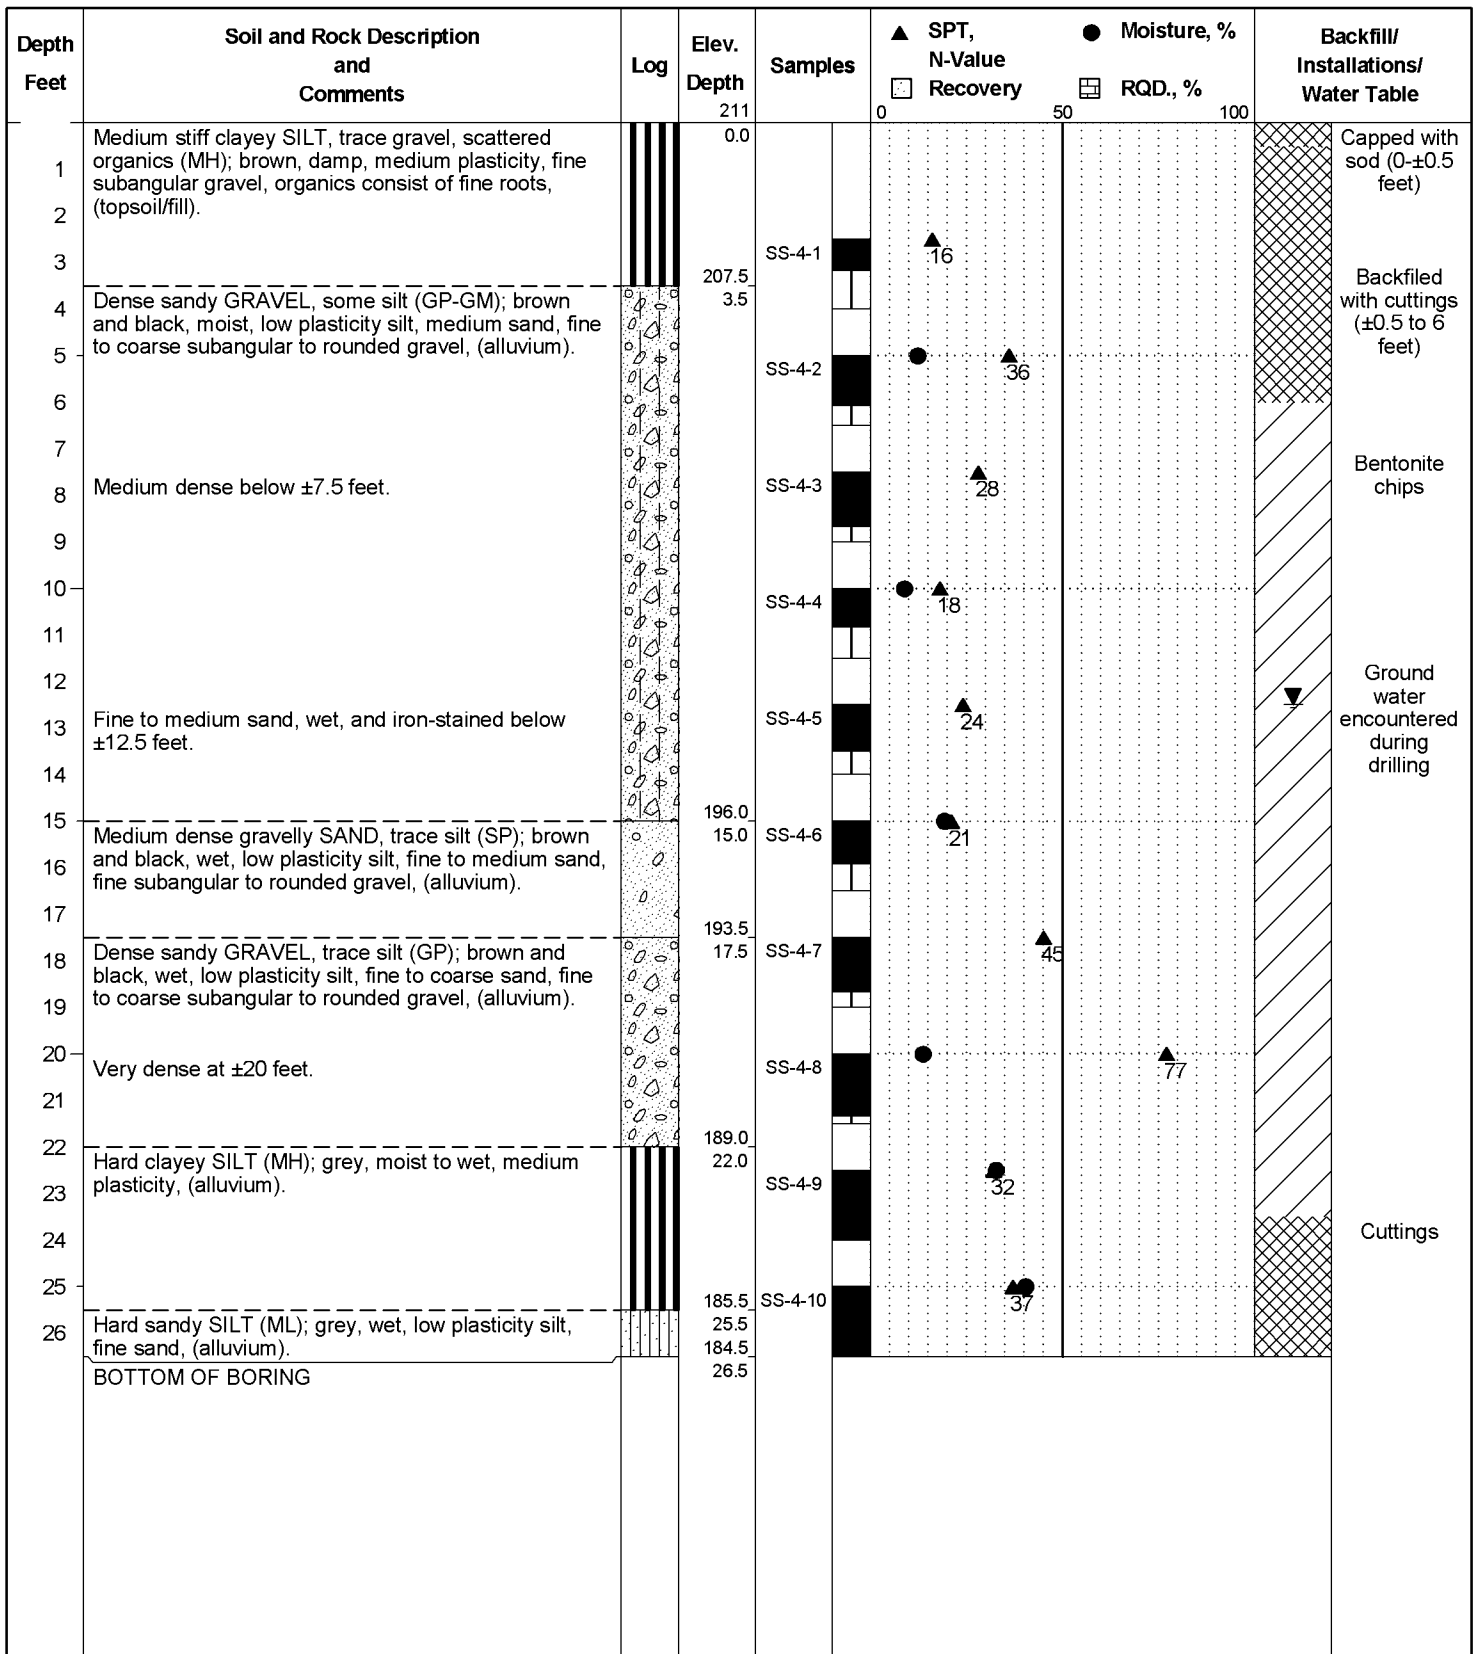 Depth
Feet
Soil and Rock Description
and
Comments
Log
Elev.
Depth
211
Samples
SPT,
N-Value
Moisture, %
Recovery
RQD., %
0
50
100
Backfill/
Installations/
Water Table
0.0
Medium stiff clayey SILT, trace gravel, scattered
organics (MH); brown, damp, medium plasticity, fine
subangular gravel, organics consist of fine roots,
(topsoil/fill).
1
2
3
SS-4-1
16
Capped with
sod (0-±0.5
feet)
207.5
3.5
Dense sandy GRAVEL, some silt (GP-GM); brown
and black, moist, low plasticity silt, medium sand, fine
to coarse subangular to rounded gravel, (alluvium).
4
5
6
7
SS-4-2
36
Backfiled
with cuttings
(±0.5 to 6
feet)
Medium dense below ±7.5 feet.
8
9
10
11
12
SS-4-3
28
Bentonite
chips
SS-4-4
18
Fine to medium sand, wet, and iron-stained below
±12.5 feet.
13
14
SS-4-5
24
Ground
water
encountered
during
drilling
196.0
15.0
15
Medium dense gravelly SAND, trace silt (SP); brown
and black, wet, low plasticity silt, fine to medium sand,
fine subangular to rounded gravel, (alluvium).
16
17
SS-4-6
21
193.5
17.5
Dense sandy GRAVEL, trace silt (GP); brown and
black, wet, low plasticity silt, fine to coarse sand, fine
to coarse subangular to rounded gravel, (alluvium).
18
19
SS-4-7
45
20
Very dense at ±20 feet.
21
SS-4-8
77
189.0
22.0
22
Hard clayey SILT (MH); grey, moist to wet, medium
plasticity, (alluvium).
23
24
25
SS-4-9
32
Cuttings
185.5
25.5
SS-4-10
37
Hard sandy SILT (ML); grey, wet, low plasticity silt,
fine sand, (alluvium).
26
184.5
26.5
BOTTOM OF BORING